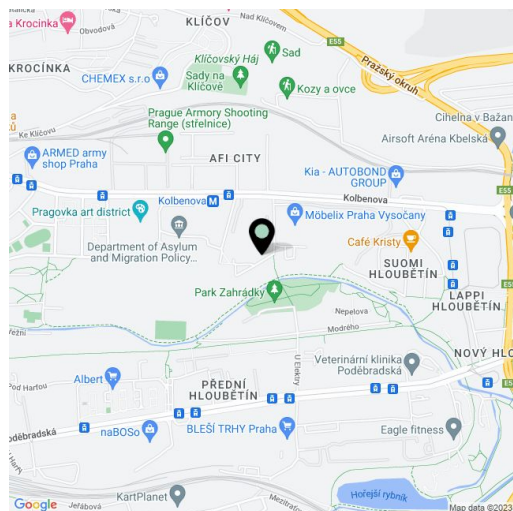 KLÍČOV
Nad Klíčovem
E55
a Krocinka
Obvodová
KROCÍNKA
Klíčovský Háj
Sad
Pražský okruh
CHEMEX s.r.o
Sady na
Klíčově
Kozy a ovce
E55
Prague Armory Shooting
Range (střelnice)
Cihelna v Bažan
Ke Klíčovu
Airsoft Aréna Kbelská
ARMED army
shop Praha
AFI CITY
Kia - AUTOBOND
GROUP
Kolbenova
Kolbenova
M
Pragovka art district
Möbelix Praha Vysočany
Department of Asylum
and Migration Policy...
Café Kristy
SUOMI
HLOUBĚTÍN
Park Zahrádky
LAPPI
HLOUBĚTÍN
Nepelova
Modrého
NOVÝ HLO
Pod Harfou
Albert
U Elektry
Veterinární klinika
Poděbradská
PŘEDNÍ
HLOUBĚTÍN
Poděbradská
naBOSo
BLEŠÍ TRHY Praha
Eagle fitness
KartPlanet
Hořejší rybník
Google
Jeřábová
Mezitraťo
Map data ©2023